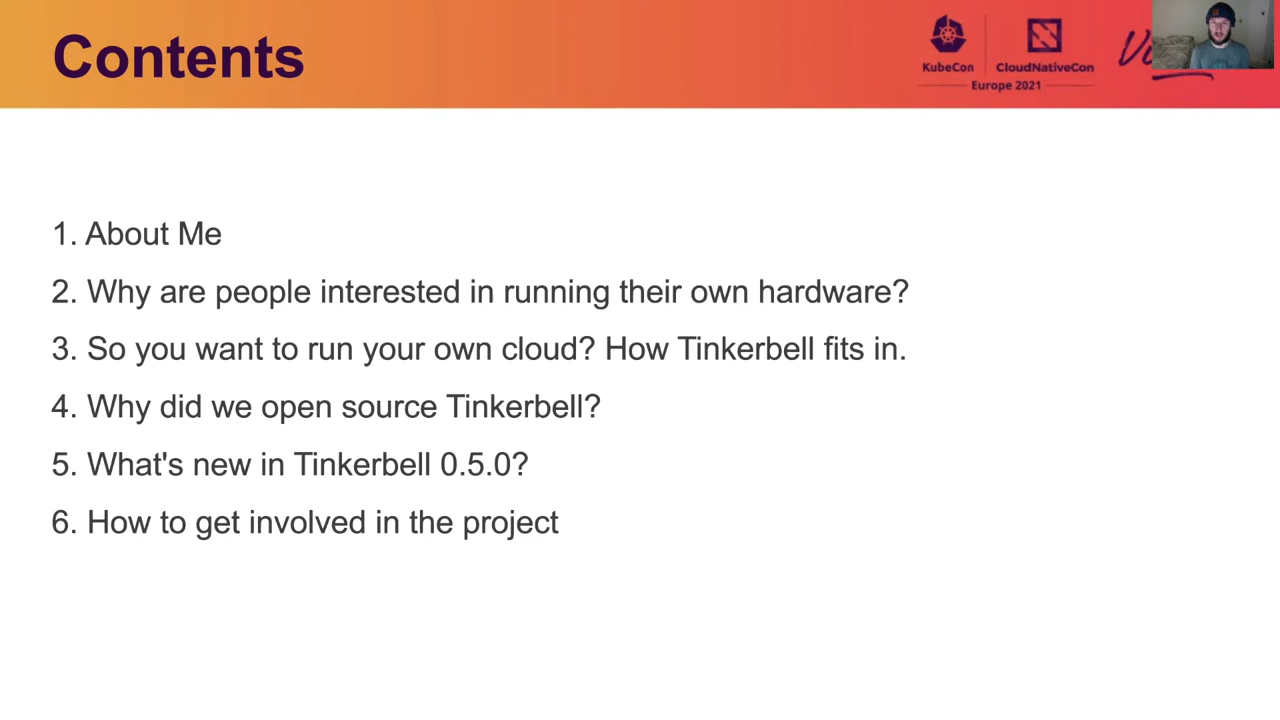 Contents
KubeCon
CloudNativeCon
Europe 2021
1. About Me
2. Why are people interested in running their own hardware?
3. So you want to run your own cloud? How Tinkerbell fits in.
4. Why did we open source Tinkerbell?
5. What's new in Tinkerbell 0.5.0?
6. How to get involved in the project